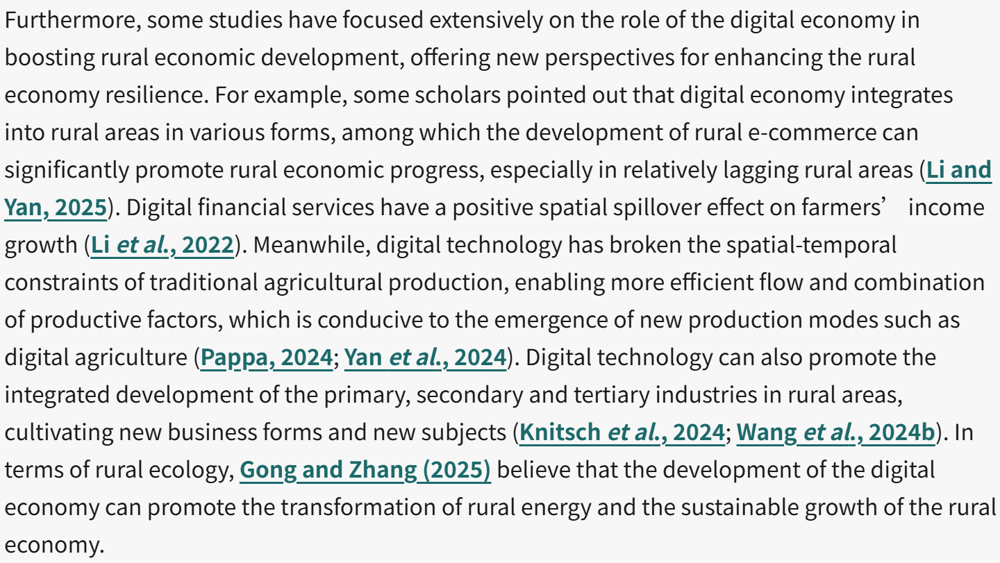 Furthermore, some studies have focused extensively on the role of the digital economy in
boosting rural economic development, offering new perspectives for enhancing the rural
economy resilience. For example, some scholars pointed out that digital economy integrates
into rural areas in various forms, among which the development of rural e-commerce can
significantly promote rural economic progress, especially in relatively lagging rural areas (Li and
Yan, 2025). Digital financial services have a positive spatial spillover effect on farmers’ income
growth (Li et al., 2022). Meanwhile, digital technology has broken the spatial-temporal
constraints of traditional agricultural production, enabling more efficient flow and combination
of productive factors, which is conducive to the emergence of new production modes such as
digital agriculture (Pappa, 2024; Yan et al., 2024). Digital technology can also promote the
integrated development of the primary, secondary and tertiary industries in rural areas,
cultivating new business forms and new subjects (Knitsch et al., 2024; Wang et al., 2024b). In
terms of rural ecology, Gong and Zhang (2025) believe that the development of the digital
economy can promote the transformation of rural energy and the sustainable growth of the rural
economy.